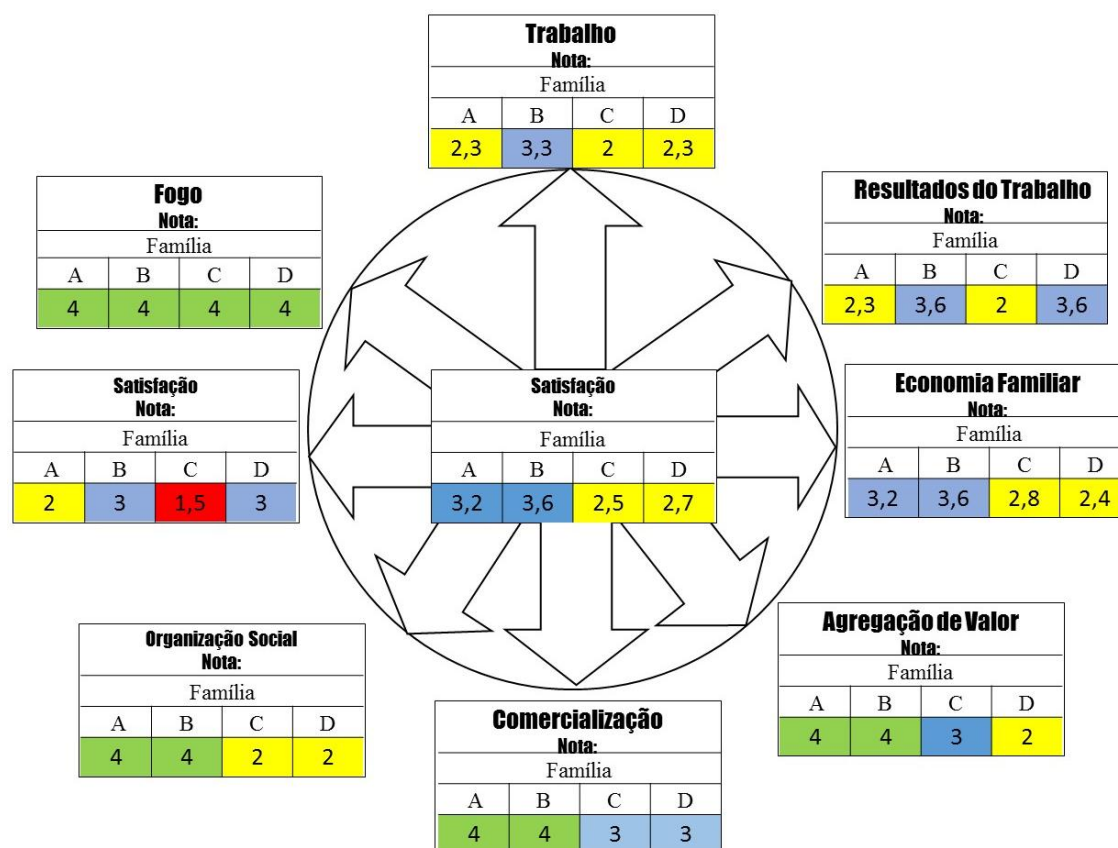 Trabalho
Nota:
Família
A B C D
2,3 3,3 2 2,3
Fogo
Nota:
Família
A B C D
4 4 4 4
Resultados do Trabalho
Nota:
Família
A B C D
2,3 3,6 2 3,6
Satisfação
Nota:
Família
A B C D
2 3 1,5 3
Satisfação
Nota:
Família
A B C D
3,2 3,6 2,5 2,7
Economia Familiar
Nota:
Família
A B C D
3,2 3,6 2,8 2,4
Organização Social
Nota:
Família
A B C D
4 4 2 2
Comercialização
Nota:
Família
A B C D
4 4 3 3
Agregação de Valor
Nota:
Família
A B C D
4 4 3 2